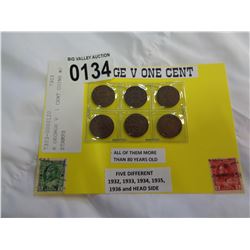 BIG VALLEY AUCTION
0134
GE V ONE CENT
ALL OF THEM MORE
THAN 80 YEARS OLD
FIVE DIFFERENT
1932, 1933, 1934, 1935,
1936 and HEAD SIDE